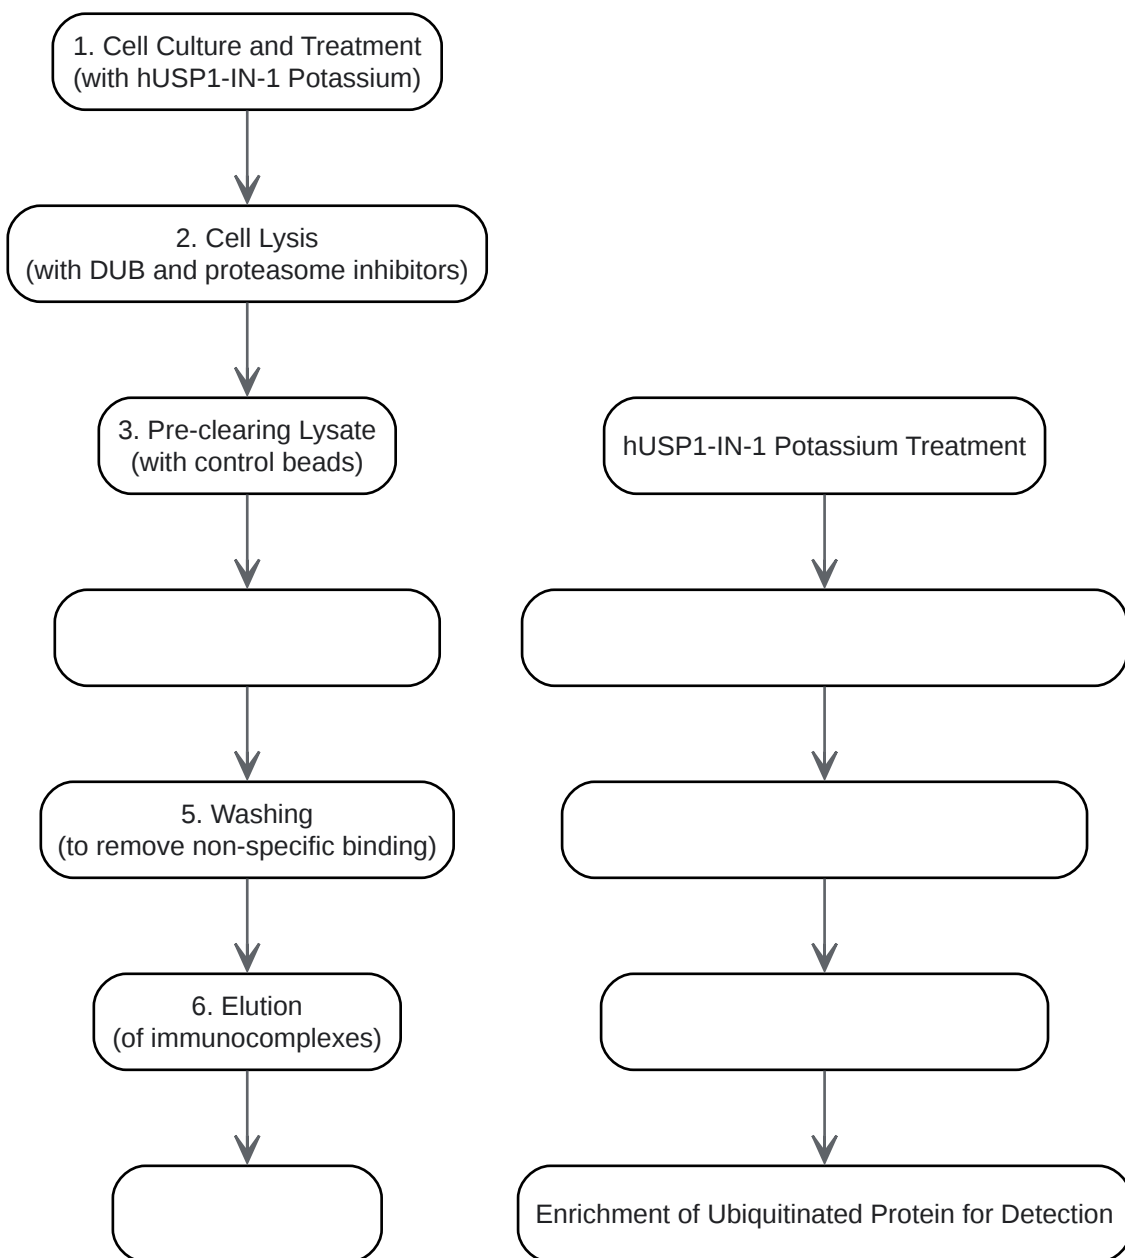 1. Cell Culture and Treatment
(with hUSP1-IN-1 Potassium)
2. Cell Lysis
(with DUB and proteasome inhibitors)
3. Pre-clearing Lysate
(with control beads)
hUSP1-IN-1 Potassium Treatment
5. Washing
(to remove non-specific binding)
6. Elution
(of immunocomplexes)
Enrichment of Ubiquitinated Protein for Detection